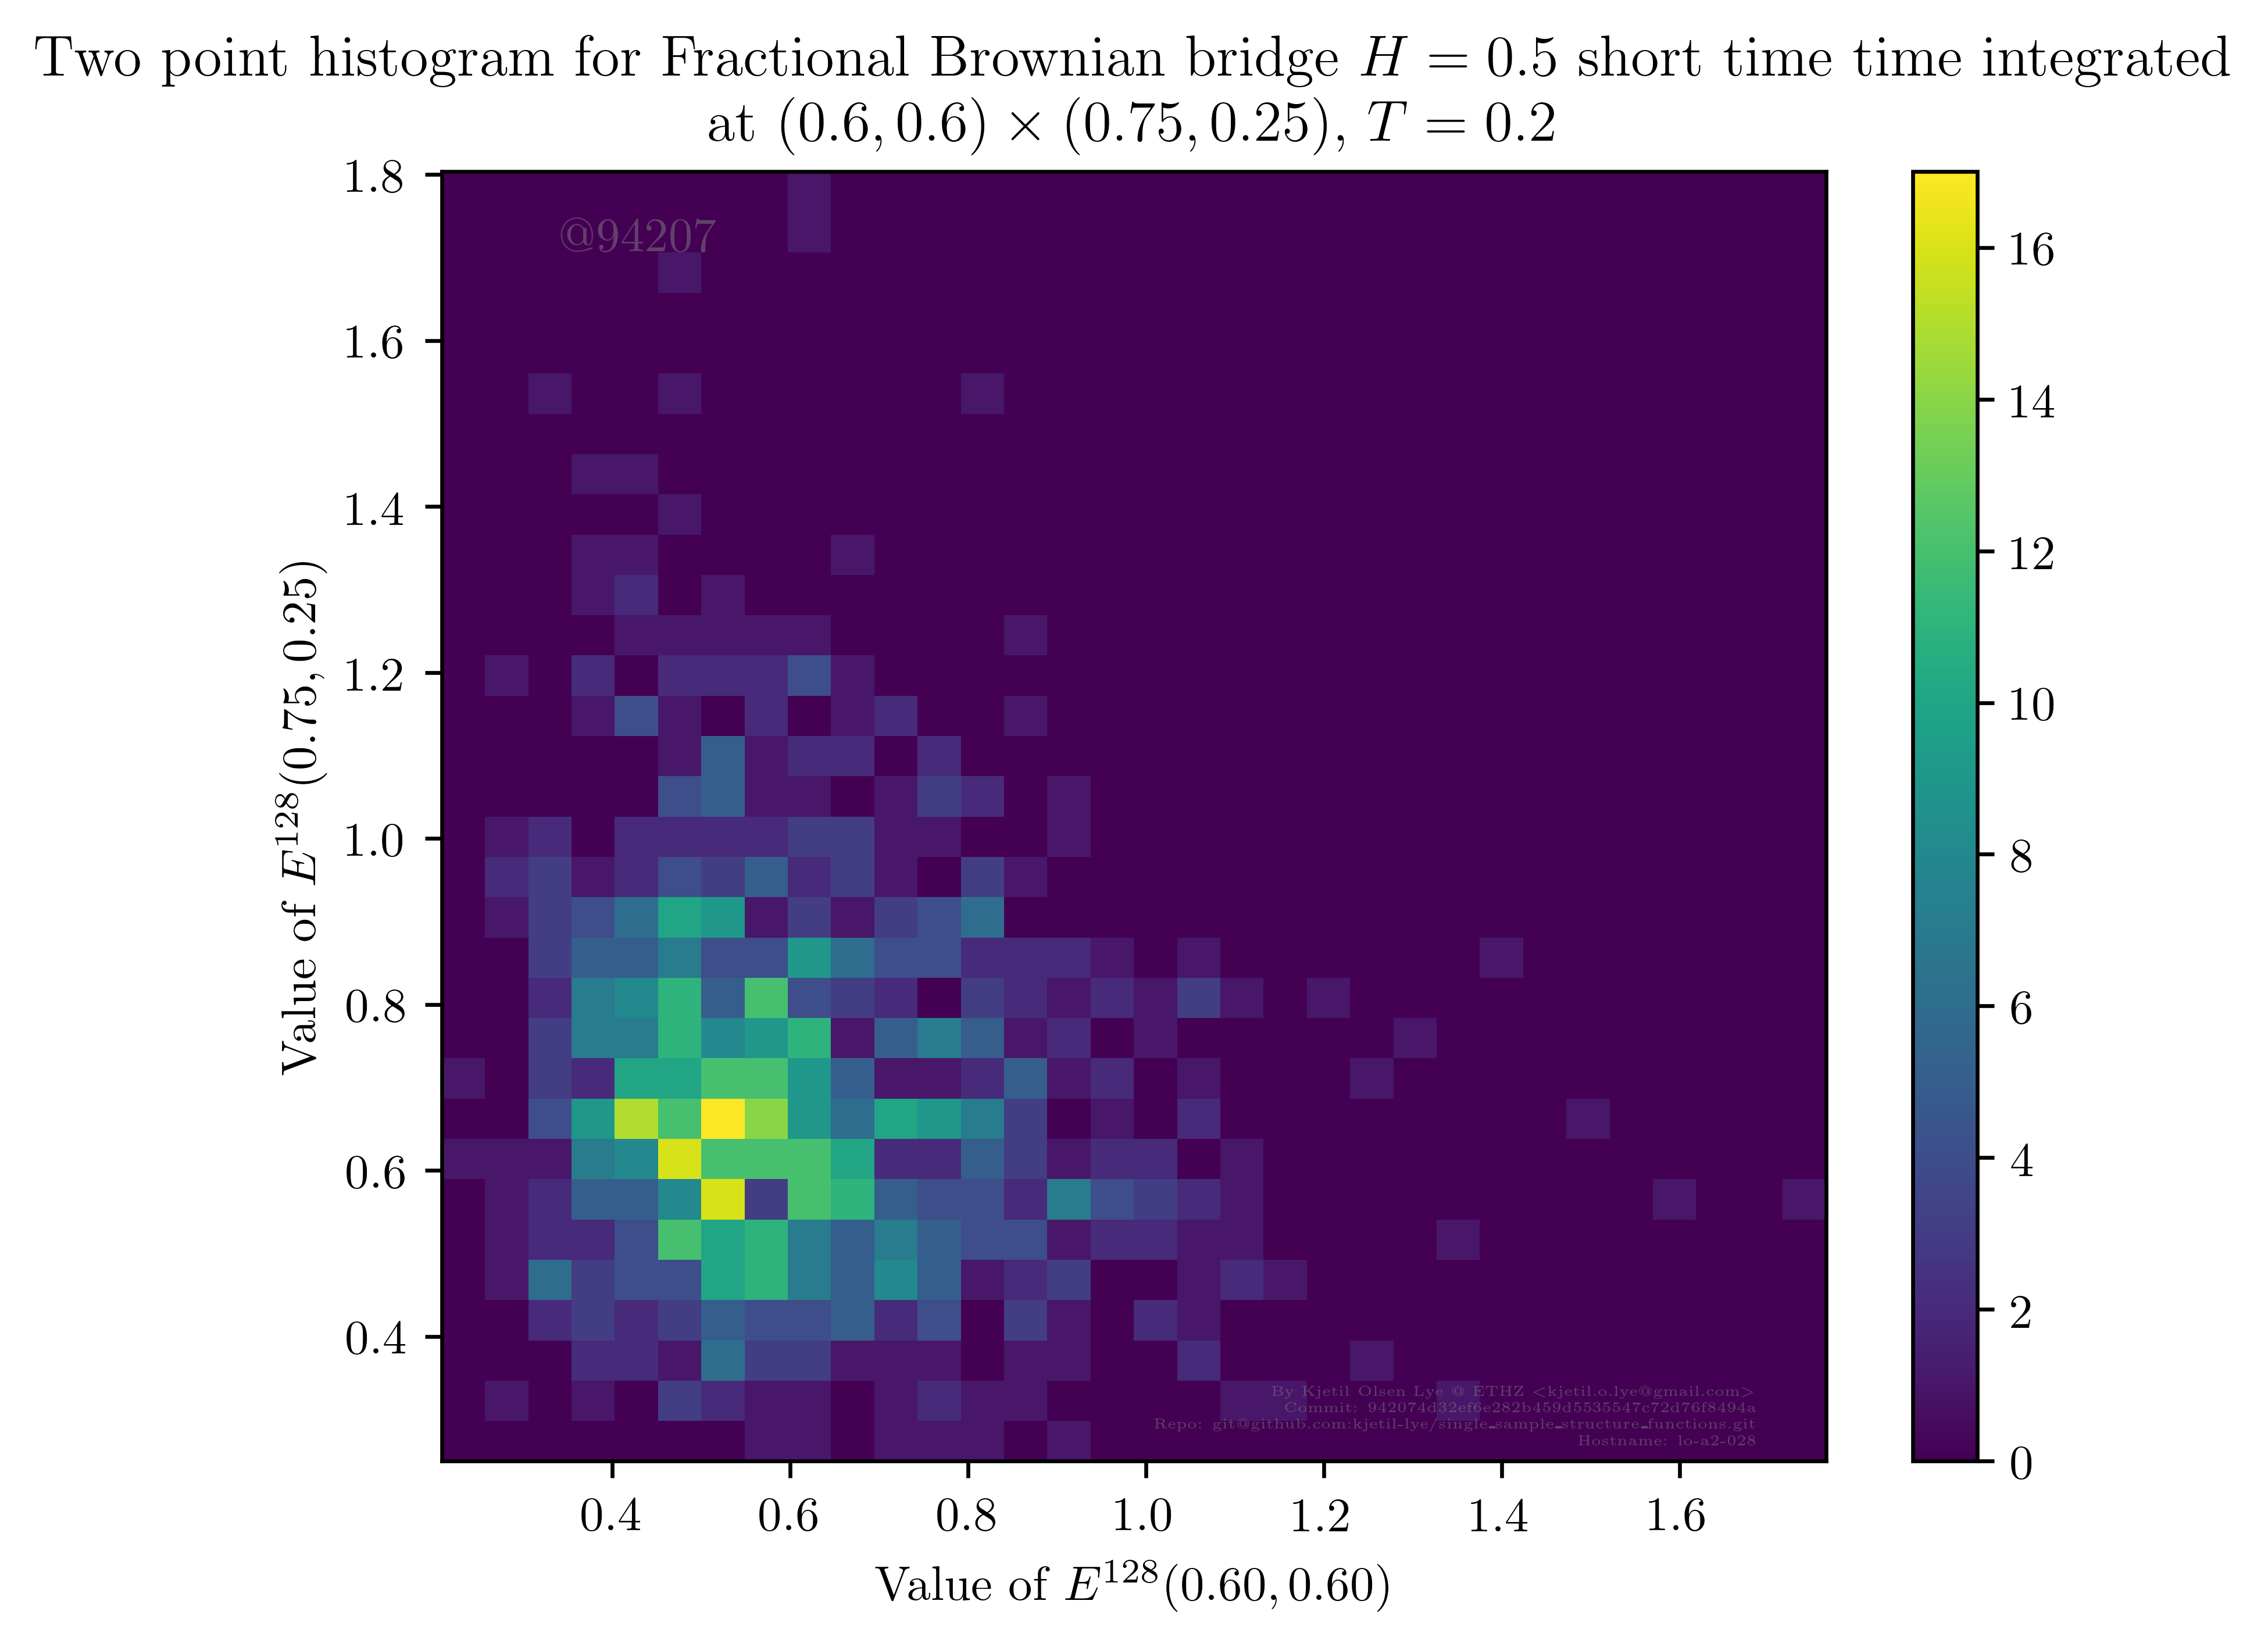 Two point histogram for Fractional Brownian bridge H = 0.5 short time time integrated
at (0.6, 0.6) × (0.75, 0.25), T = 0.2
@94207
1.8
1.6
1.4
1.2
1.0
0.8
0.6
0.4
Value of E^128(0.75, 0.25)
0.4 0.6 0.8 1.0 1.2 1.4 1.6
Value of E^128(0.60, 0.60)
16
14
12
10
8
6
4
2
0
By Kjetil Olsen Lye @ ETHZ <kjetil.o.lye@gmail.com>
Commit: 942074d32ef6e282b459d5535547c72d76f8494a
Repo: git@github.com:kjetil-lye/single_sample_structure_functions.git
Hostname: lo-a2-028